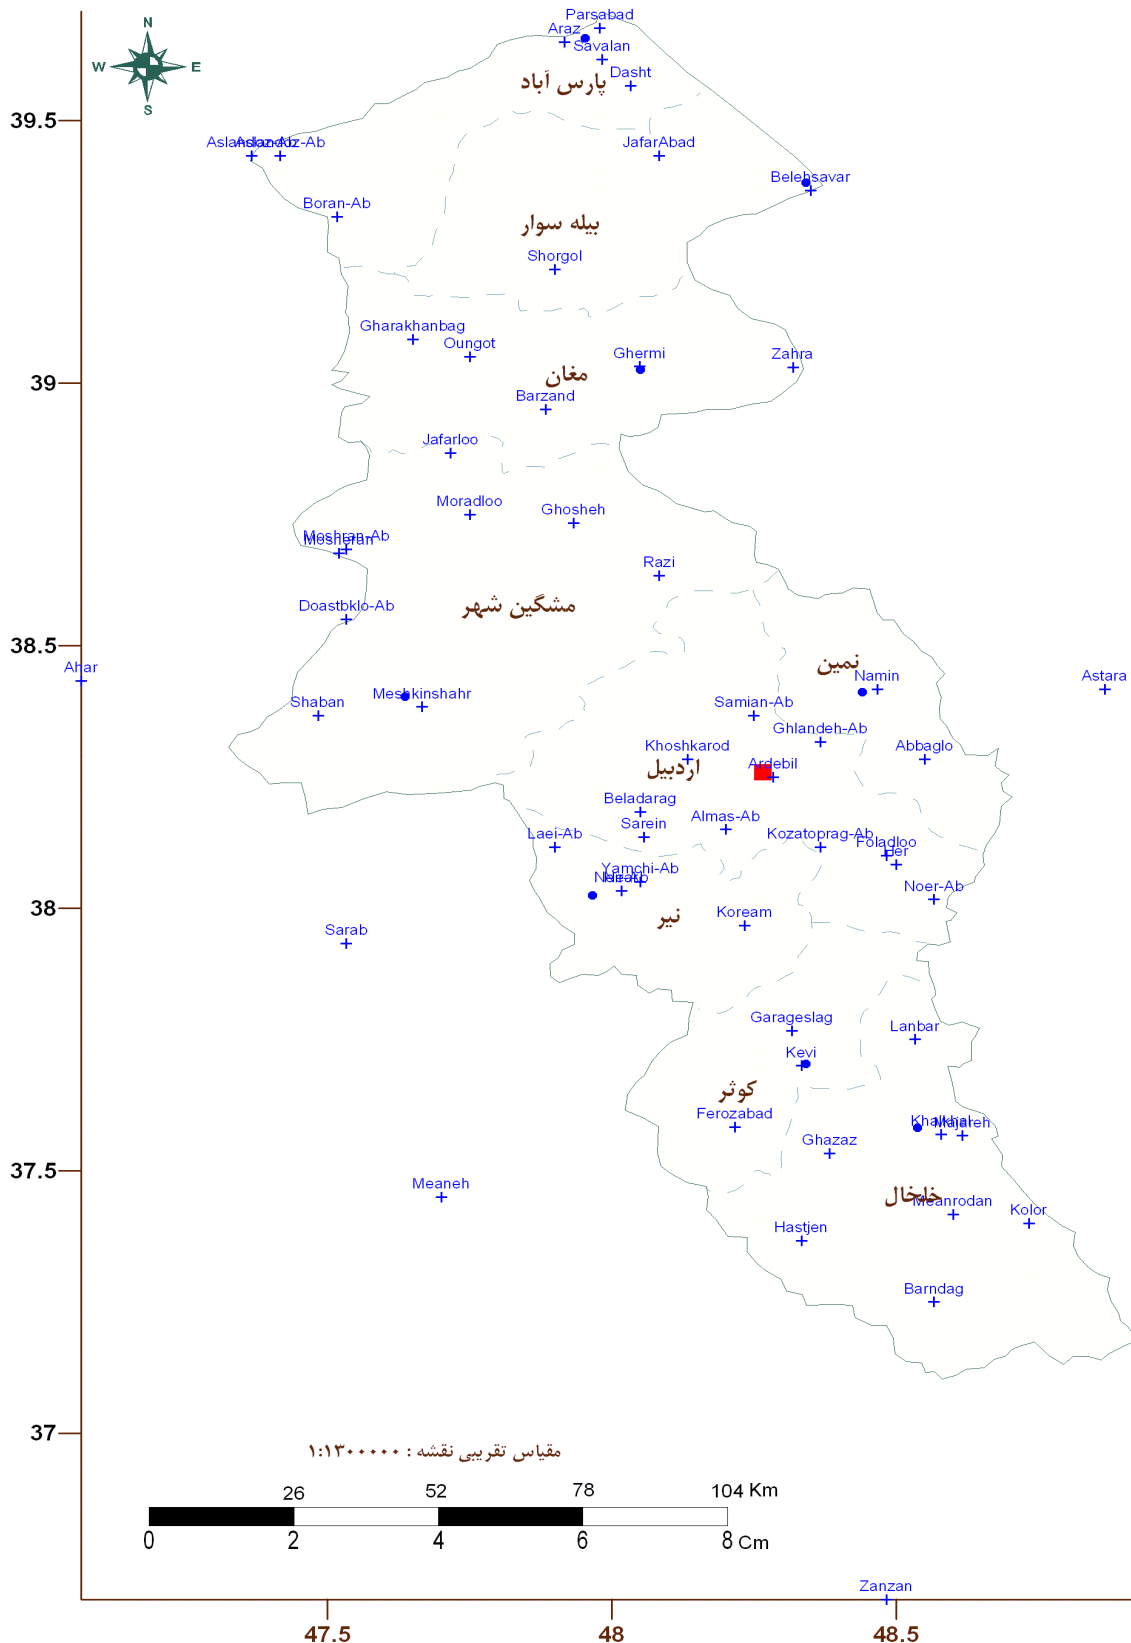 N
W E
S
Parsabad
Araz
Savalan
پارس آباد
Dasht
39.5
Aslandoz-Ab
JafarAbad
Belehsavar
Boran-Ab
بیله سوار
Shorgol
Gharakhanbag
Oungot
Ghermi
Zahra
مغان
39
Barzand
Jafarloo
Moradloo
Ghosheh
Moshran-Ab
Mosheran
Razi
Doastbklo-Ab
مشگین شهر
38.5
نمین
Ahar
Namin
Astara
Shaban
Meshkinshahr
Samian-Ab
Ghlandeh-Ab
Khoshkarod
Abbaglo
اردبیل
Ardebil
Beladarag
Almas-Ab
Sarein
Laei-Ab
Kozatoprag-Ab
Foladloo
Her
Yamchi-Ab
Noer-Ab
38
نیر
Koream
Sarab
Garageslag
Lanbar
Kevi
کوثر
Ferozabad
Khalkhal
Majareh
Ghazaz
37.5
Meaneh
خلخال
Meanrodan
Kolor
Hastjen
Barndag
37
مقیاس تقریبی نقشه : ۱:۱۳۰۰۰۰۰
26 52 78 104 Km
0 2 4 6 8 Cm
Zanzan
47.5 48 48.5